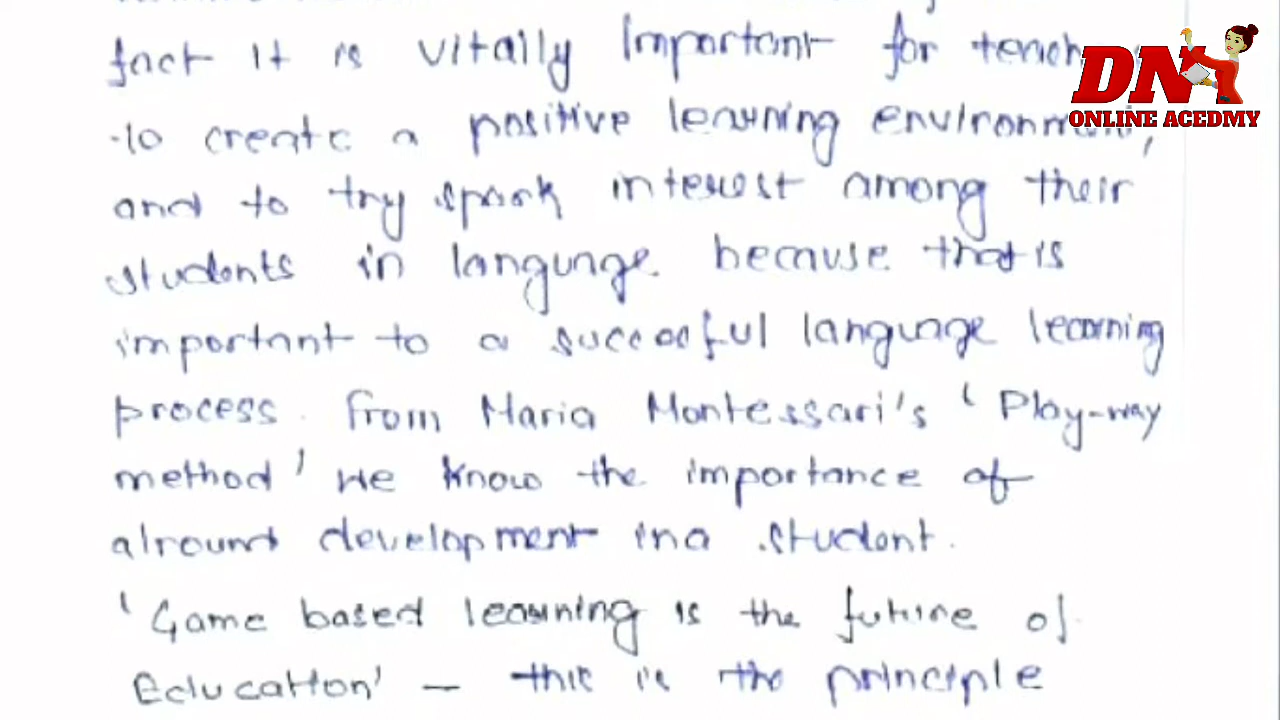 fact it is vitally Important for
DN
ONLINE ACEDMY
to create a positive learning
and to try spark interest among their
students in language because that is
important to a succesful language learning
process. From Maria Montessari's ' Play-way
method ' we know the importance of
alround development in a student.
' Game based learning is the future of
Education' – this is the principle